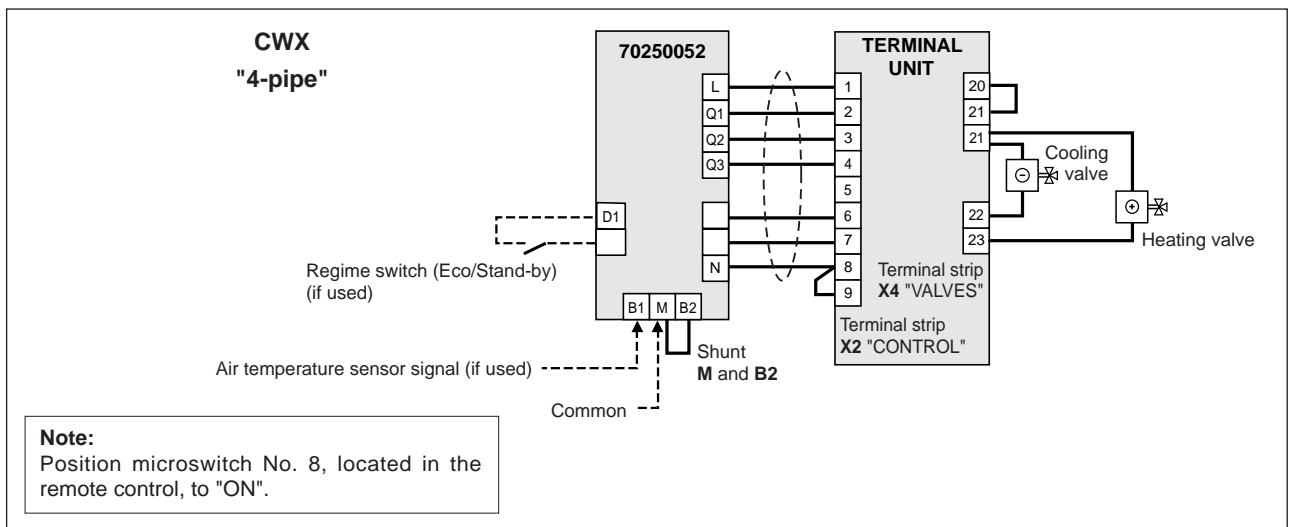 CWX
"4-pipe"
70250052
L
Q1
Q2
Q3
N
D1
B1 M B2
TERMINAL
UNIT
1
2
3
4
5
6
7
8
9
20
21
21
22
23
Cooling
valve
Heating valve
Terminal strip
X4 "VALVES"
Terminal strip
X2 "CONTROL"
Regime switch (Eco/Stand-by)
(if used)
Shunt
M and B2
Air temperature sensor signal (if used)
Common
Note:
Position microswitch No. 8, located in the
remote control, to "ON".